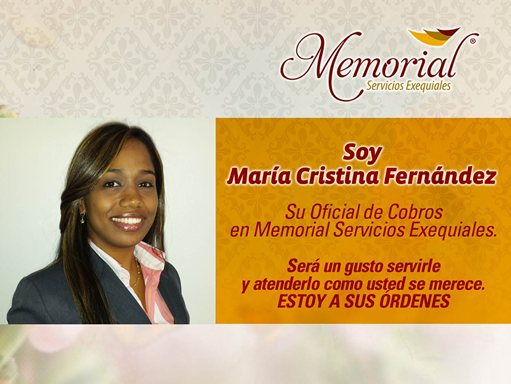 Memorial®
Servicios Exequiales
Soy
María Cristina Fernández
Su Oficial de Cobros
en Memorial Servicios Exequiales.
Será un gusto servirle
y atenderlo como usted se merece.
ESTOY A SUS ÓRDENES